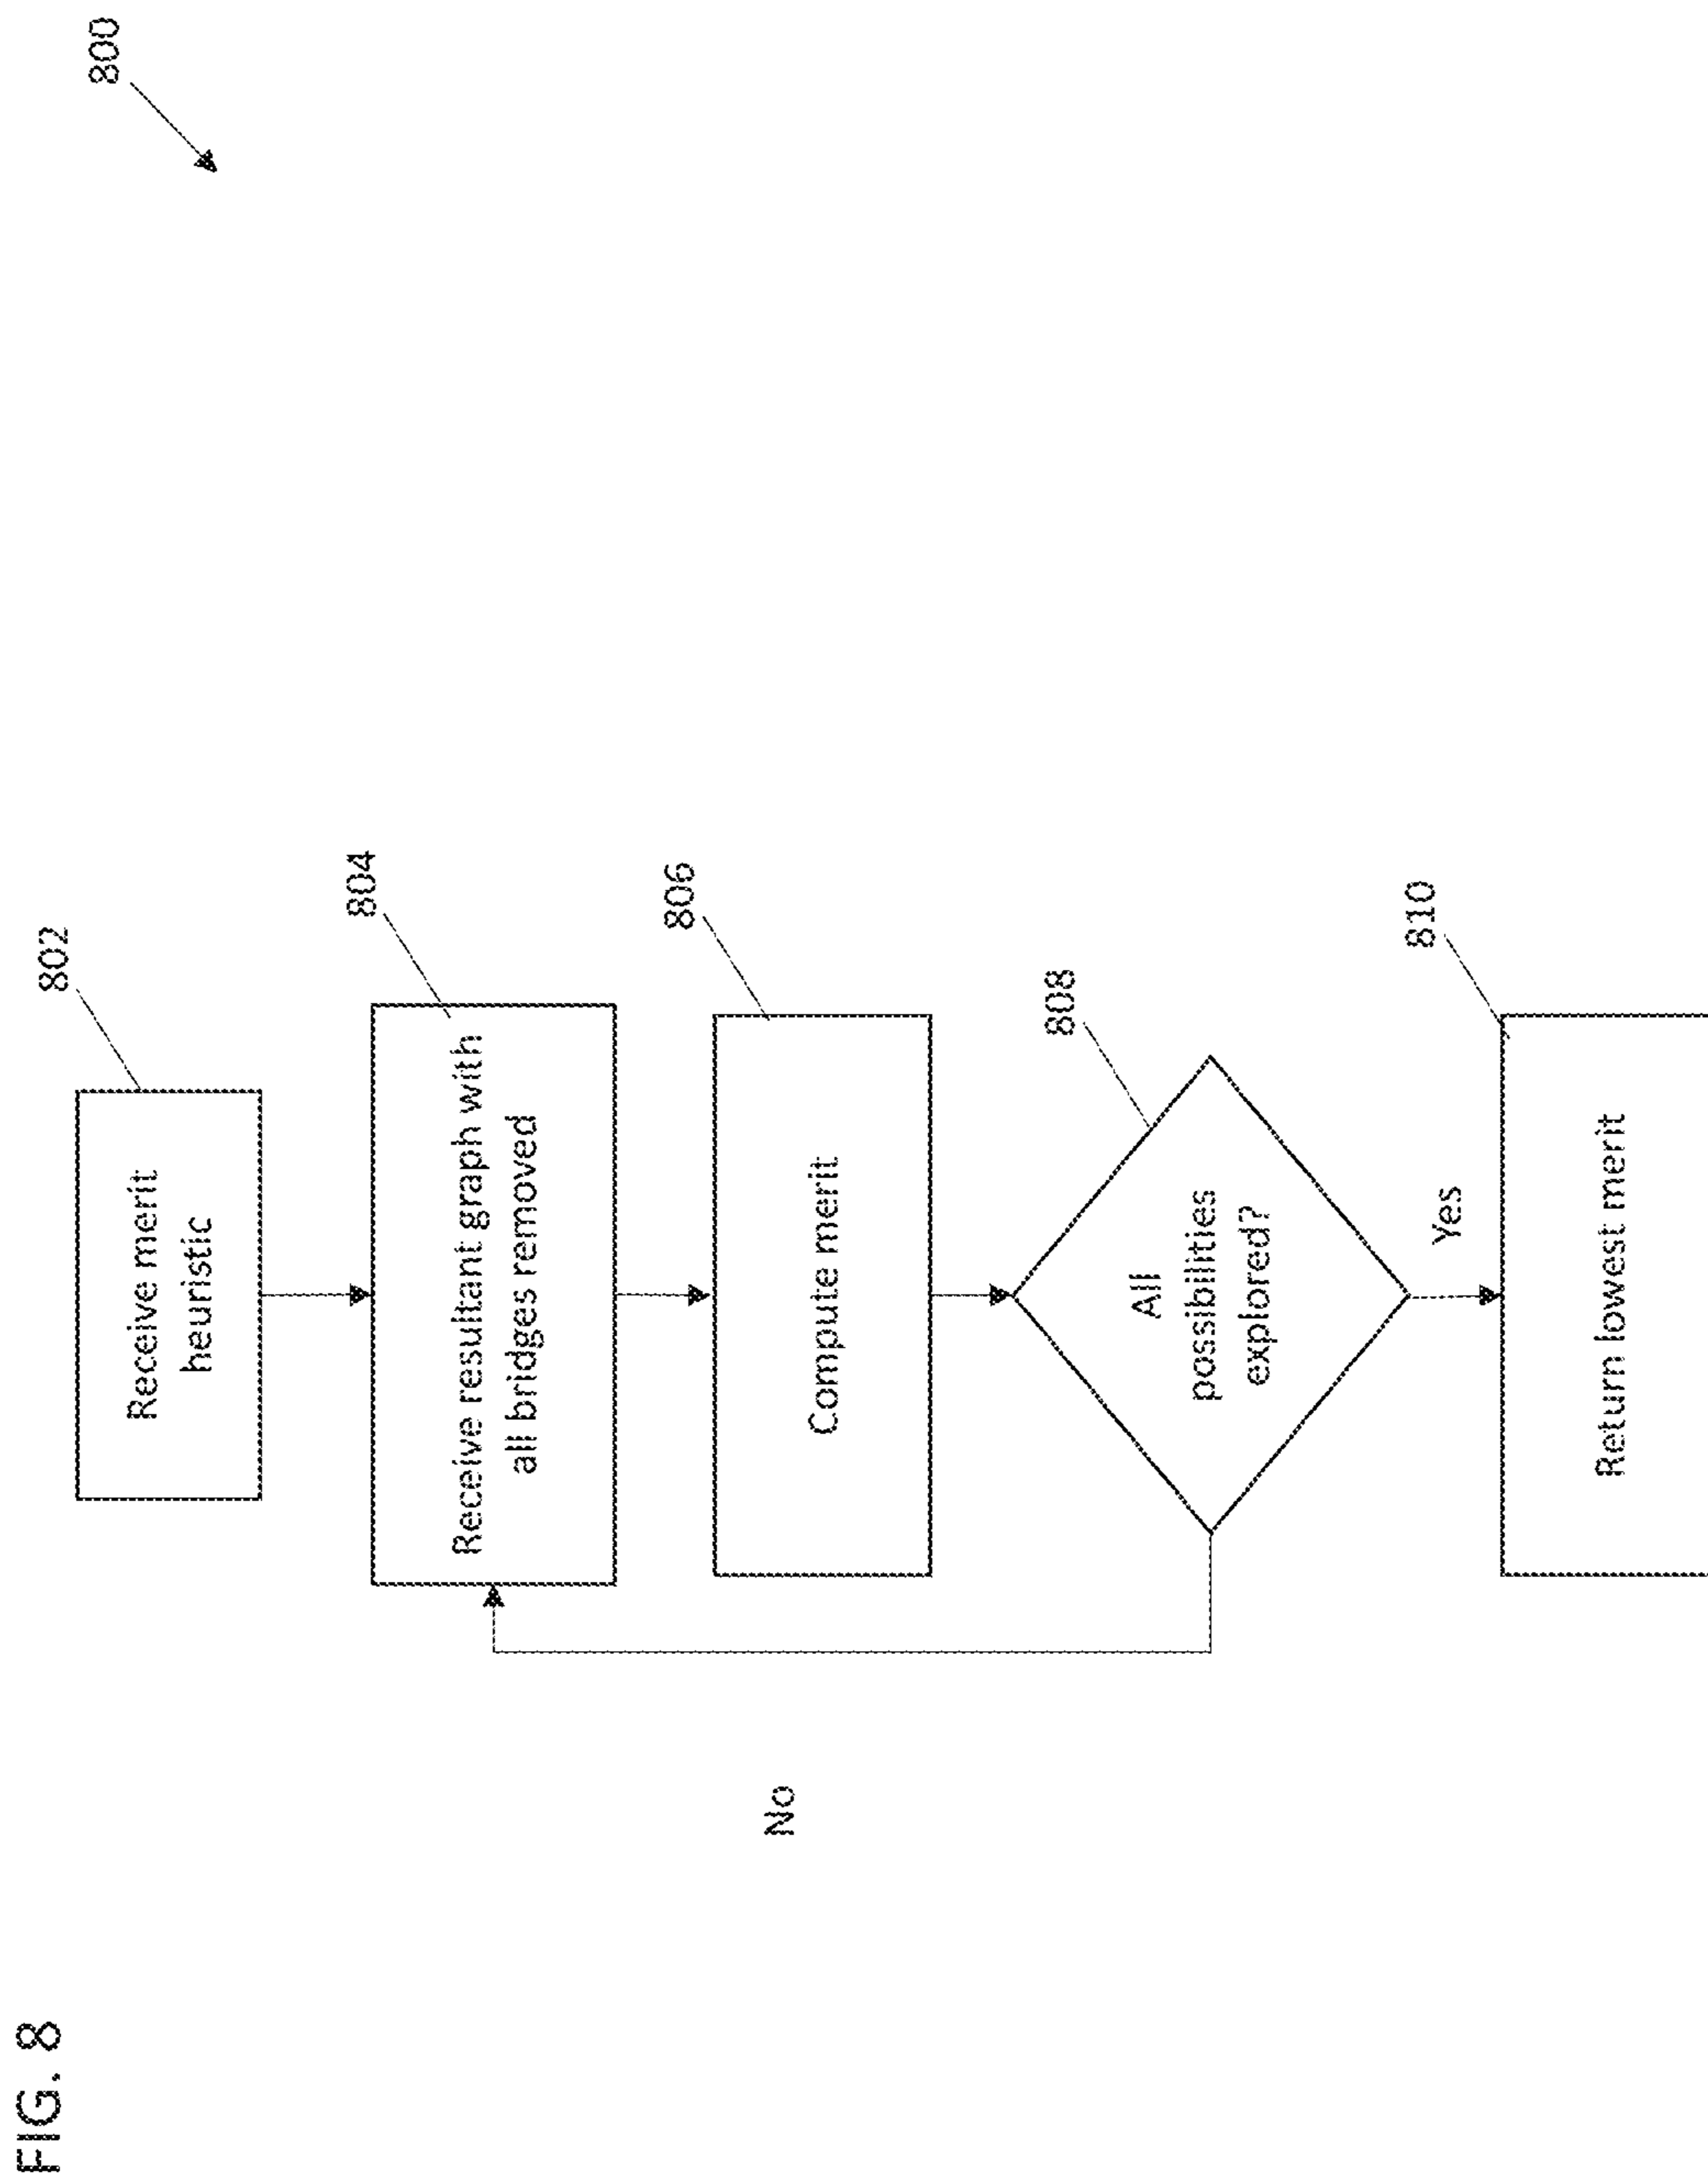 FIG. 8
800
802
Receive merit
heuristic
804
Receive resultant graph with
all bridges removed
806
Compute merit
808
All
possibilities
explored?
No
Yes
810
Return lowest merit